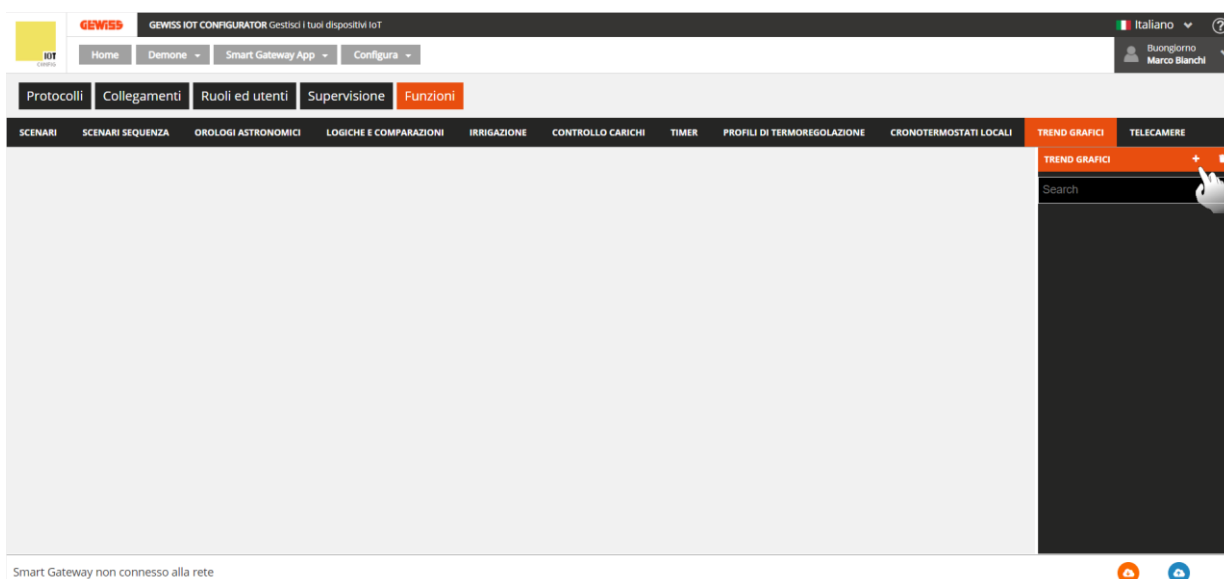 GEWISS GEWISS IOT CONFIGURATOR Gestisci i tuoi dispositivi IoT Italiano ?
IOT
CONFIG
Home Demone Smart Gateway App Configura
Buongiorno
Marco Bianchi
Protocolli Collegamenti Ruoli ed utenti Supervisione Funzioni
SCENARI SCENARI SEQUENZA OROLOGI ASTRONOMICI LOGICHE E COMPARAZIONI IRRIGAZIONE CONTROLLO CARICHI TIMER PROFILI DI TERMOREGOLAZIONE CRONOTERMOSTATI LOCALI TREND GRAFICI TELECAMERE
TREND GRAFICI +
Search
Smart Gateway non connesso alla rete